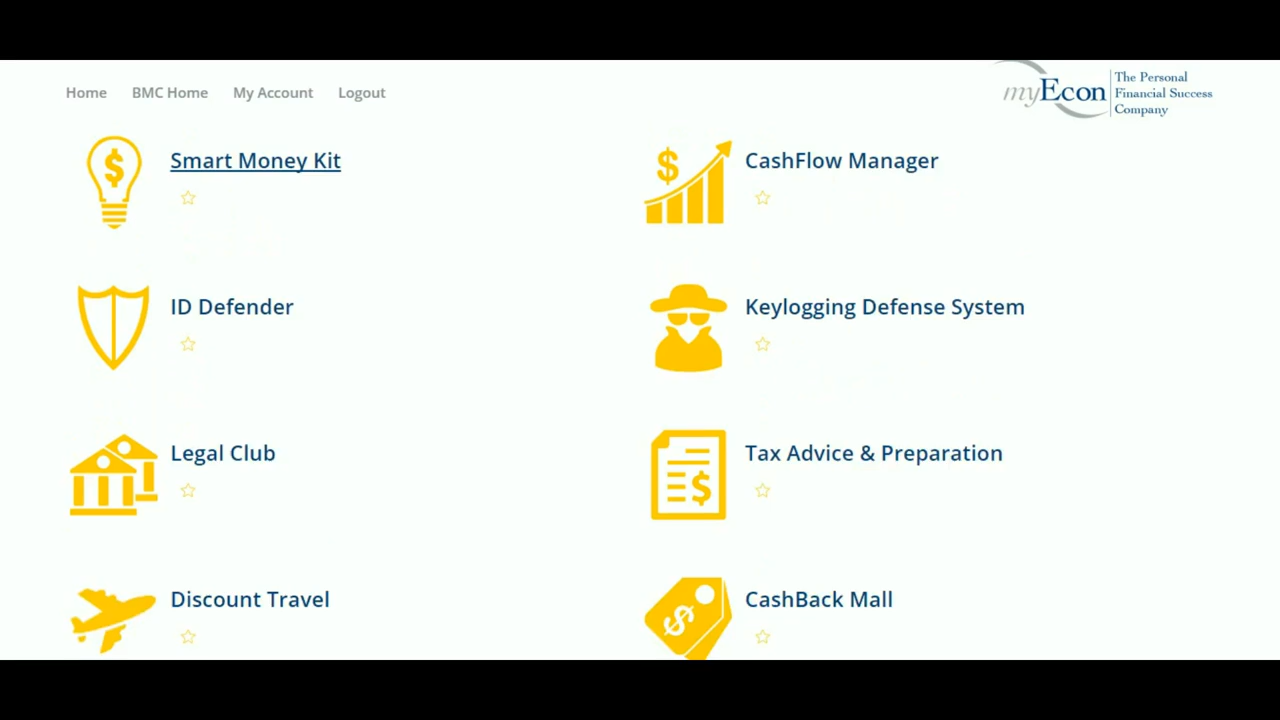 Home BMC Home My Account Logout
myEcon
The Personal
Financial Success
Company
Smart Money Kit
CashFlow Manager
ID Defender
Keylogging Defense System
Legal Club
Tax Advice & Preparation
Discount Travel
CashBack Mall